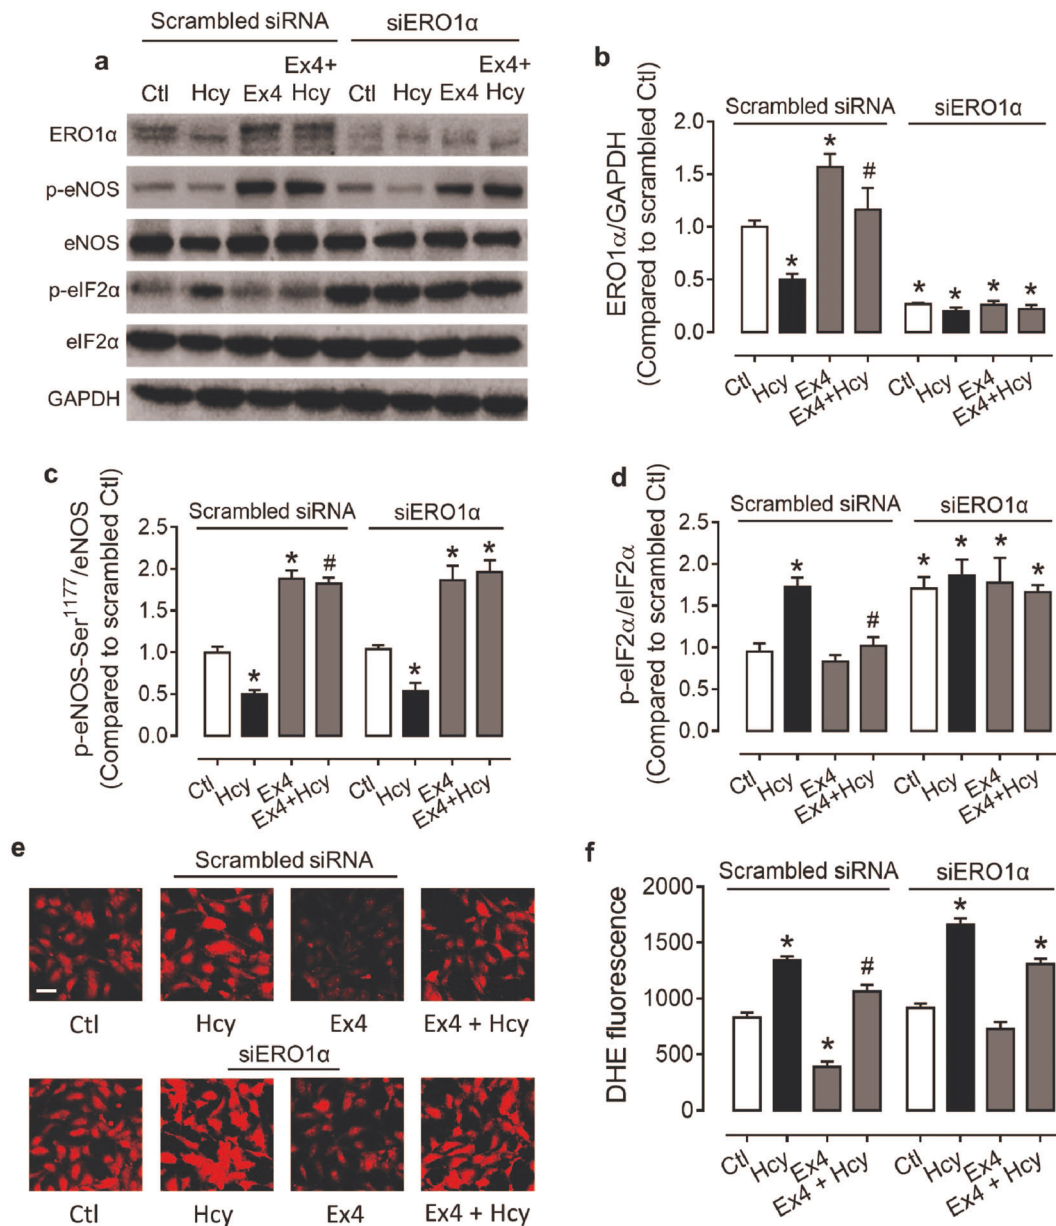 a
Scrambled siRNA
siERO1α
Ctl
Hcy
Ex4
Ex4+
Hcy
Ctl
Hcy
Ex4
Ex4+
Hcy
ERO1α
p-eNOS
eNOS
p-eIF2α
eIF2α
GAPDH
b
Scrambled siRNA
siERO1α
ERO1α/GAPDH
(Compared to scrambled Ctl)
2.0
1.5
1.0
0.5
0.0
*
*
#
*
*
*
*
Ctl
Hcy
Ex4
Ex4+Hcy
Ctl
Hcy
Ex4
Ex4+Hcy
c
Scrambled siRNA
siERO1α
p-eNOS-Ser1177/eNOS
(Compared to scrambled Ctl)
2.5
2.0
1.5
1.0
0.5
0.0
*
*
#
*
*
*
Ctl
Hcy
Ex4
Ex4+Hcy
Ctl
Hcy
Ex4
Ex4+Hcy
d
Scrambled siRNA
siERO1α
p-eIF2α/eIF2α
(Compared to scrambled Ctl)
2.5
2.0
1.5
1.0
0.5
0.0
*
#
*
*
*
*
Ctl
Hcy
Ex4
Ex4+Hcy
Ctl
Hcy
Ex4
Ex4+Hcy
e
Scrambled siRNA
Ctl
Hcy
Ex4
Ex4 + Hcy
siERO1α
Ctl
Hcy
Ex4
Ex4 + Hcy
f
Scrambled siRNA
siERO1α
DHE fluorescence
2000
1500
1000
500
0
*
*
#
*
*
Ctl
Hcy
Ex4
Ex4 + Hcy
Ctl
Hcy
Ex4
Ex4 + Hcy